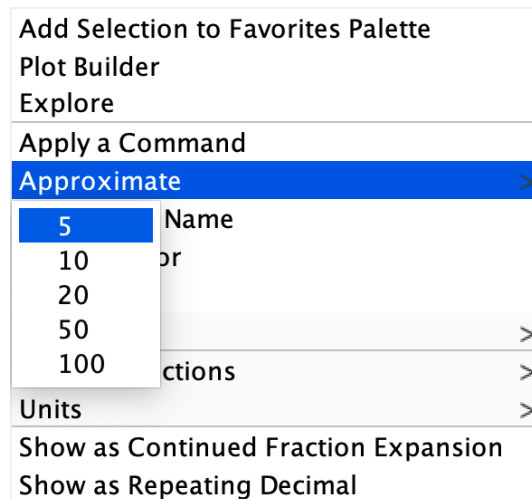 Add Selection to Favorites Palette
Plot Builder
Explore
Apply a Command
Approximate >
5
Name
10
or
20
50
>
100
ctions >
Units >
Show as Continued Fraction Expansion
Show as Repeating Decimal